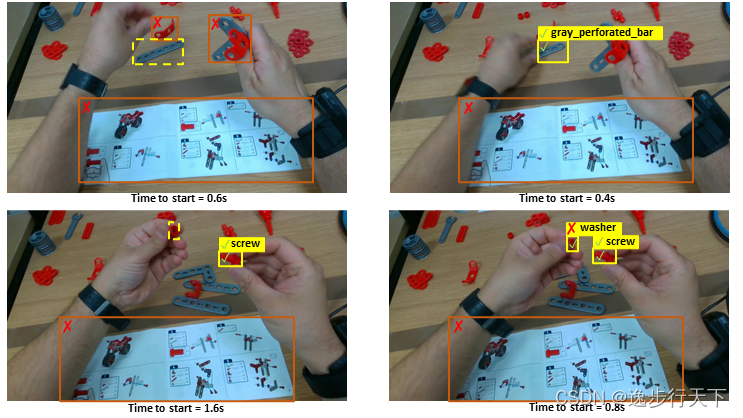 gray_perforated_bar
Time to start = 0.6s
Time to start = 0.4s
screw
washer
screw
Time to start = 1.6s
Time to start = 0.8s
CSDN @逸步行天下